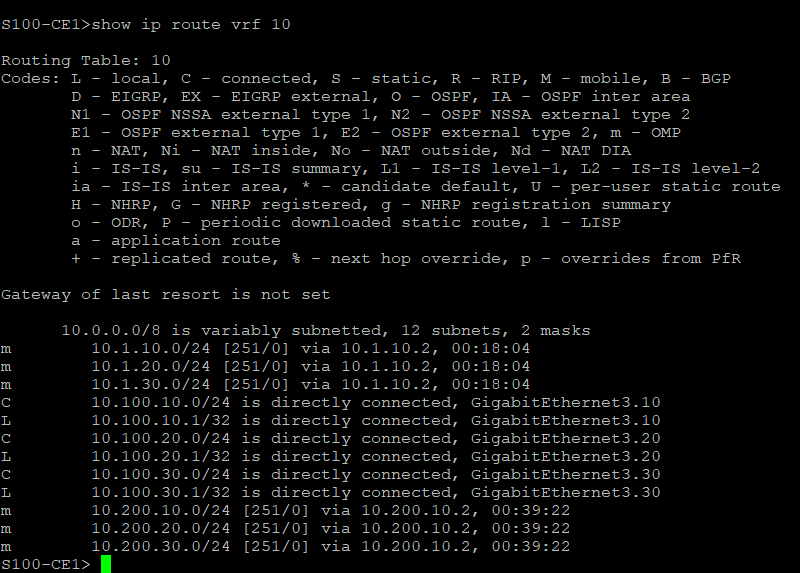 S100-CE1>show ip route vrf 10
Routing Table: 10
Codes: L - local, C - connected, S - static, R - RIP, M - mobile, B - BGP
D - EIGRP, EX - EIGRP external, O - OSPF, IA - OSPF inter area
N1 - OSPF NSSA external type 1, N2 - OSPF NSSA external type 2
E1 - OSPF external type 1, E2 - OSPF external type 2, m - OMP
n - NAT, Ni - NAT inside, No - NAT outside, Nd - NAT DIA
i - IS-IS, su - IS-IS summary, L1 - IS-IS level-1, L2 - IS-IS level-2
ia - IS-IS inter area, * - candidate default, U - per-user static route
H - NHRP, G - NHRP registered, g - NHRP registration summary
o - ODR, P - periodic downloaded static route, l - LISP
a - application route
+ - replicated route, % - next hop override, p - overrides from PfR
Gateway of last resort is not set
10.0.0.0/8 is variably subnetted, 12 subnets, 2 masks
m 10.1.10.0/24 [251/0] via 10.1.10.2, 00:18:04
m 10.1.20.0/24 [251/0] via 10.1.10.2, 00:18:04
m 10.1.30.0/24 [251/0] via 10.1.10.2, 00:18:04
C 10.100.10.0/24 is directly connected, GigabitEthernet3.10
L 10.100.10.1/32 is directly connected, GigabitEthernet3.10
C 10.100.20.0/24 is directly connected, GigabitEthernet3.20
L 10.100.20.1/32 is directly connected, GigabitEthernet3.20
C 10.100.30.0/24 is directly connected, GigabitEthernet3.30
L 10.100.30.1/32 is directly connected, GigabitEthernet3.30
m 10.200.10.0/24 [251/0] via 10.200.10.2, 00:39:22
m 10.200.20.0/24 [251/0] via 10.200.10.2, 00:39:22
m 10.200.30.0/24 [251/0] via 10.200.10.2, 00:39:22
S100-CE1>